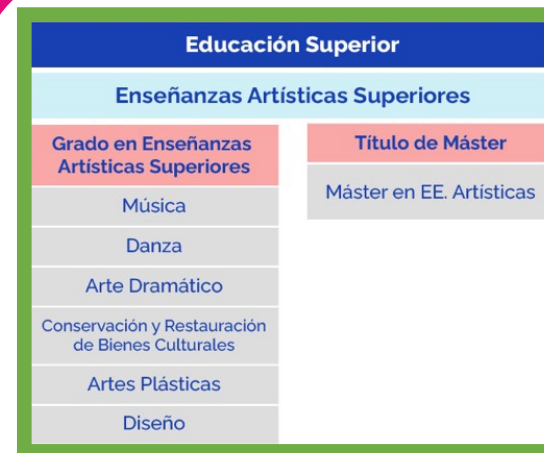 Educación Superior
Enseñanzas Artísticas Superiores
Grado en Enseñanzas
Artísticas Superiores
Música
Danza
Arte Dramático
Conservación y Restauración
de Bienes Culturales
Artes Plásticas
Diseño
Título de Máster
Máster en EE. Artísticas